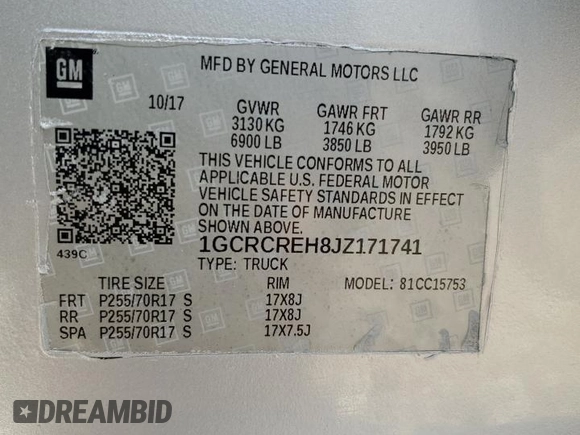 GM
MFD BY GENERAL MOTORS LLC
10/17 GVWR GAWR FRT GAWR RR
3130 KG 1746 KG 1792 KG
6900 LB 3850 LB 3950 LB
THIS VEHICLE CONFORMS TO ALL
APPLICABLE U.S. FEDERAL MOTOR
VEHICLE SAFETY STANDARDS IN EFFECT
ON THE DATE OF MANUFACTURE
SHOWN ABOVE.
439C
1GCRCREH8JZ171741
TYPE: TRUCK MODEL: 81CC15753
TIRE SIZE RIM
FRT P255/70R17 S 17X8J
RR P255/70R17 S 17X8J
SPA P255/70R17 S 17X7.5J
DREAMBID